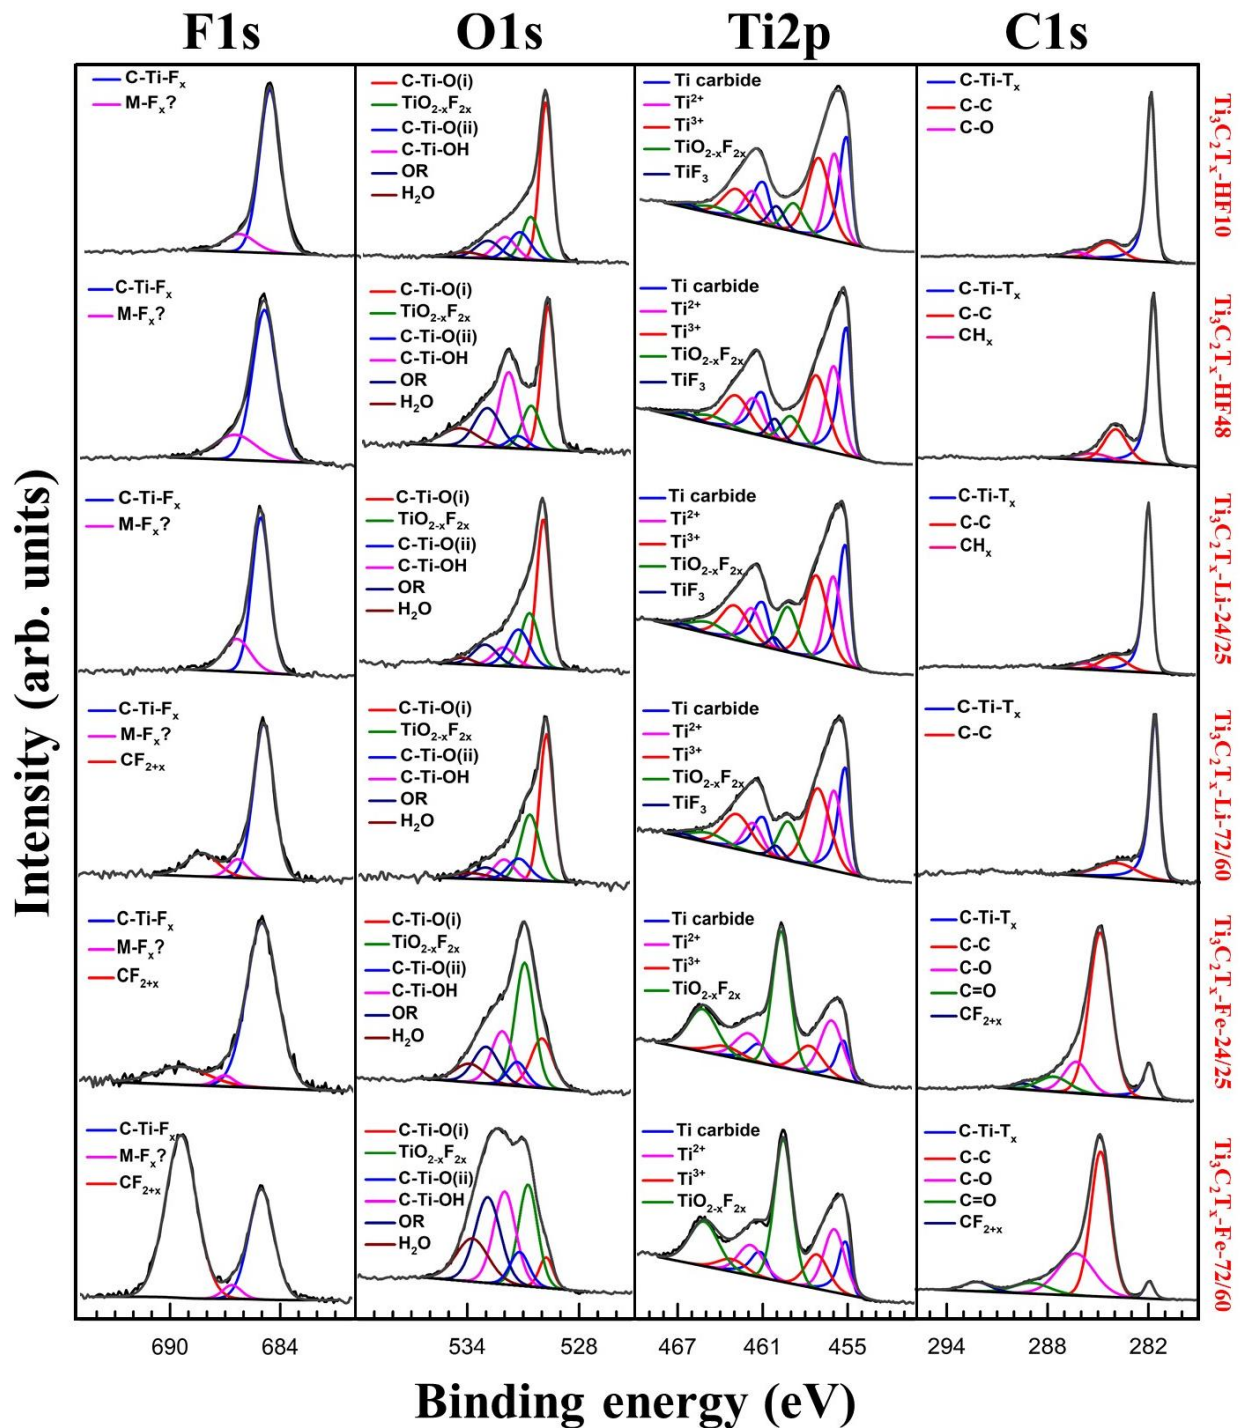 F1s O1s Ti2p C1s
C-Ti-Fₓ
M-Fₓ?
C-Ti-O(i)
TiO₂₋ₓF₂ₓ
C-Ti-O(ii)
C-Ti-OH
OR
H₂O
Ti carbide
Ti²⁺
Ti³⁺
TiO₂₋ₓF₂ₓ
TiF₃
C-Ti-Tₓ
C-C
C-O
Ti₃C₂Tₓ-HF10
C-Ti-Fₓ
M-Fₓ?
C-Ti-O(i)
TiO₂₋ₓF₂ₓ
C-Ti-O(ii)
C-Ti-OH
OR
H₂O
Ti carbide
Ti²⁺
Ti³⁺
TiO₂₋ₓF₂ₓ
TiF₃
C-Ti-Tₓ
C-C
CHₓ
Ti₃C₂Tₓ-HF48
C-Ti-Fₓ
M-Fₓ?
C-Ti-O(i)
TiO₂₋ₓF₂ₓ
C-Ti-O(ii)
C-Ti-OH
OR
H₂O
Ti carbide
Ti²⁺
Ti³⁺
TiO₂₋ₓF₂ₓ
TiF₃
C-Ti-Tₓ
C-C
CHₓ
Ti₃C₂Tₓ-Li-24/25
C-Ti-Fₓ
M-Fₓ?
CF₂₊ₓ
C-Ti-O(i)
TiO₂₋ₓF₂ₓ
C-Ti-O(ii)
C-Ti-OH
OR
H₂O
Ti carbide
Ti²⁺
Ti³⁺
TiO₂₋ₓF₂ₓ
TiF₃
C-Ti-Tₓ
C-C
Ti₃C₂Tₓ-Li-72/60
C-Ti-Fₓ
M-Fₓ?
CF₂₊ₓ
C-Ti-O(i)
TiO₂₋ₓF₂ₓ
C-Ti-O(ii)
C-Ti-OH
OR
H₂O
Ti carbide
Ti²⁺
Ti³⁺
TiO₂₋ₓF₂ₓ
C-Ti-Tₓ
C-C
C-O
C=O
CF₂₊ₓ
Ti₃C₂Tₓ-Fe-24/25
C-Ti-Fₓ
M-Fₓ?
CF₂₊ₓ
C-Ti-O(i)
TiO₂₋ₓF₂ₓ
C-Ti-O(ii)
C-Ti-OH
OR
H₂O
Ti carbide
Ti²⁺
Ti³⁺
TiO₂₋ₓF₂ₓ
C-Ti-Tₓ
C-C
C-O
C=O
CF₂₊ₓ
Ti₃C₂Tₓ-Fe-72/60
Intensity (arb. units)
690 684 534 528 467 461 455 294 288 282
Binding energy (eV)